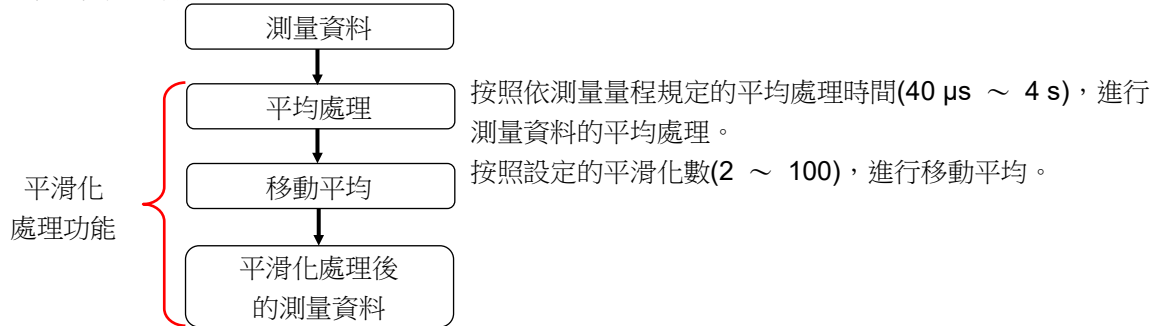 測量資料
平均處理
按照依測量量程規定的平均處理時間(40 μs ～ 4 s)，進行
測量資料的平均處理。
移動平均
按照設定的平滑化數(2 ～ 100)，進行移動平均。
平滑化
處理功能
平滑化處理後
的測量資料